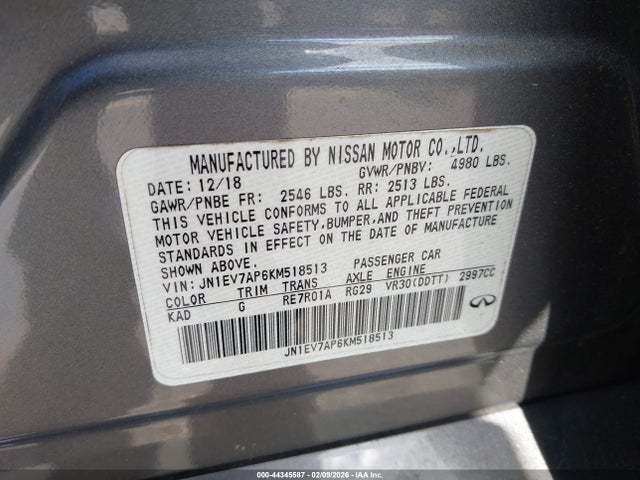 MANUFACTURED BY NISSAN MOTOR CO.,LTD.
DATE: 12/18 GVWR/PNBV: 4980 LBS.
GAWR/PNBE FR: 2546 LBS. RR: 2513 LBS.
THIS VEHICLE CONFORMS TO ALL APPLICABLE FEDERAL
MOTOR VEHICLE SAFETY, BUMPER, AND THEFT PREVENTION
STANDARDS IN EFFECT ON THE DATE OF MANUFACTURE
SHOWN ABOVE.
VIN: JN1EV7AP6KM518513 PASSENGER CAR
COLOR TRIM TRANS AXLE ENGINE
KAD G RE7R01A RG29 VR30(DDTT) 2997CC
JN1EV7AP6KM518513
000-44345587 - 02/09/2026 - IAA